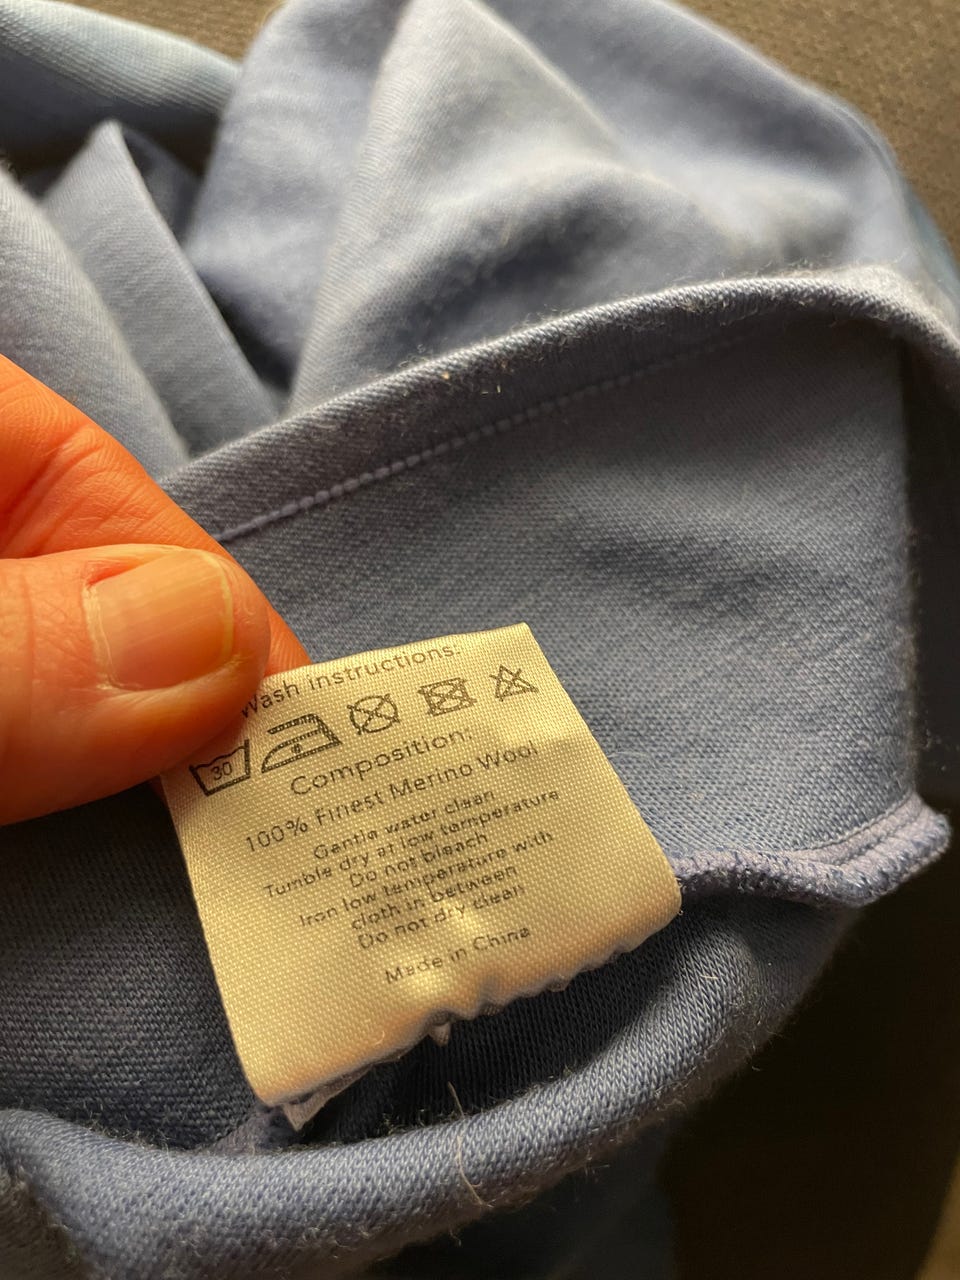 Wash instructions:
30
Composition:
100% Finest Merino Wool
Gentle water clean
Tumble dry at low temperature
Do not bleach
Iron low temperature with
cloth in between
Do not dry clean
Made in China